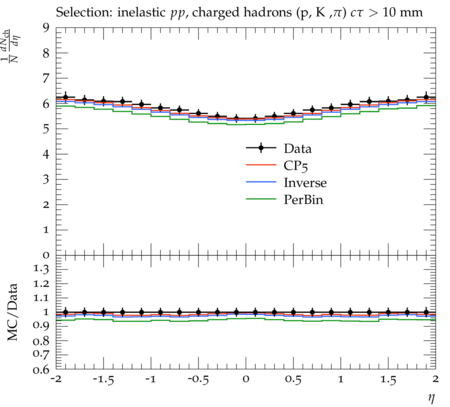 Selection: inelastic pp, charged hadrons (p, K ,π) cτ > 10 mm
1/N dN_ch/dη
9
8
7
6
5
4
3
2
1
0
Data
CP5
Inverse
PerBin
MC/Data
1.3
1.2
1.1
1
0.9
0.8
0.7
0.6
-2 -1.5 -1 -0.5 0 0.5 1 1.5 2
η